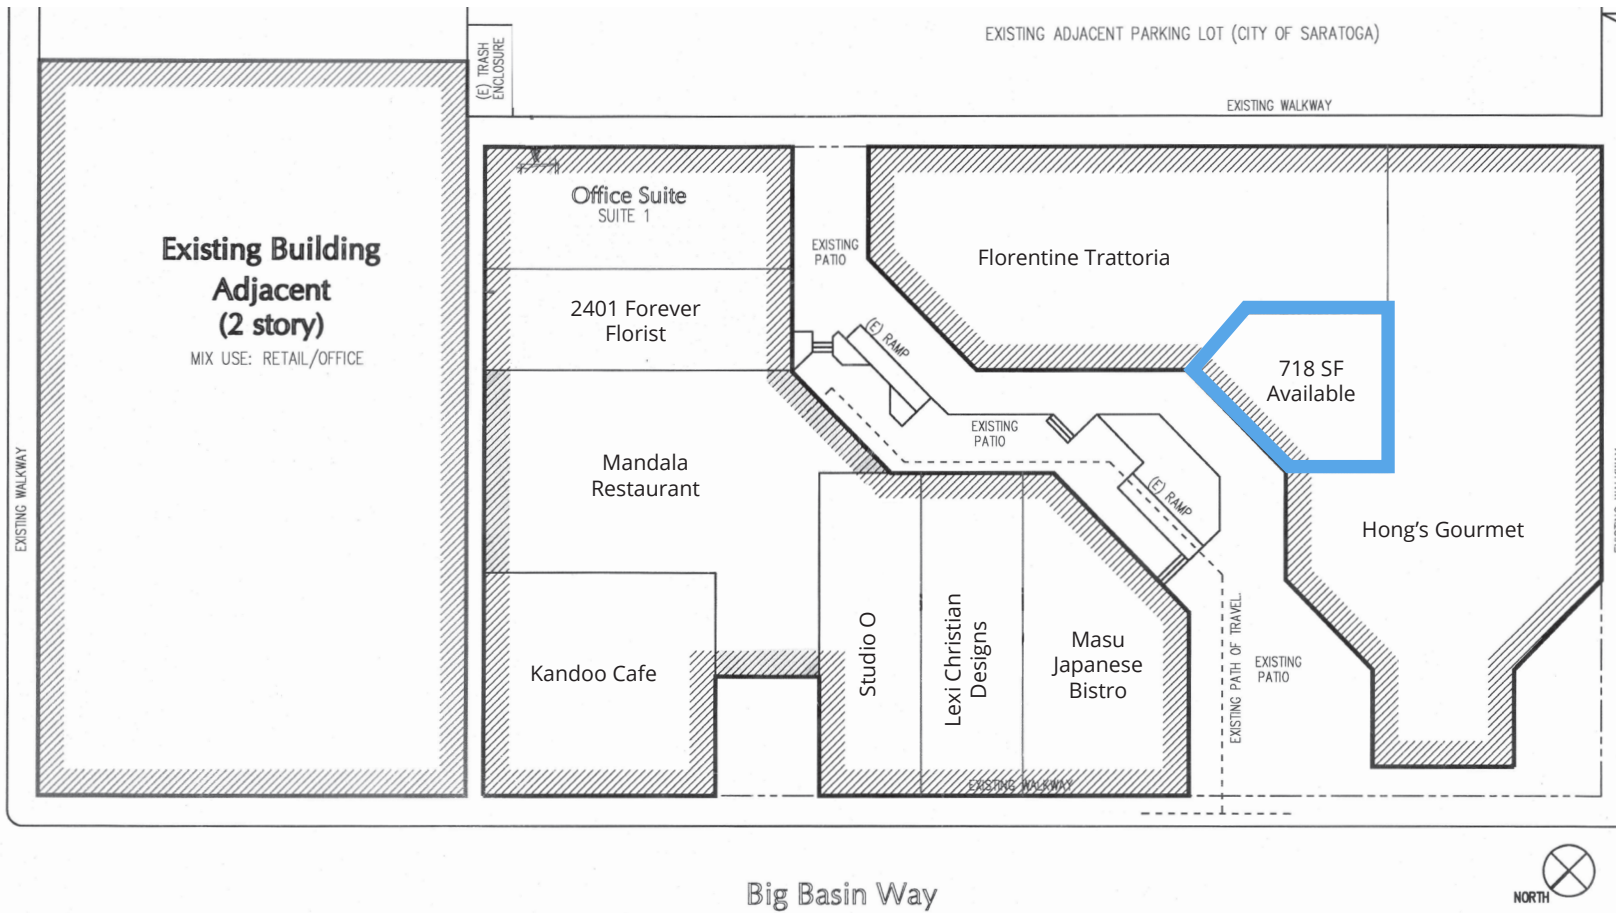 EXISTING ADJACENT PARKING LOT (CITY OF SARATOGA)
(E) TRASH
ENCLOSURE
EXISTING WALKWAY
Office Suite
SUITE 1
EXISTING
PATIO
Florentine Trattoria
Existing Building
Adjacent
(2 story)
MIX USE: RETAIL/OFFICE
2401 Forever
Florist
(E) RAMP
718 SF
Available
EXISTING
PATIO
Mandala
Restaurant
(E) RAMP
Hong's Gourmet
EXISTING WALKWAY
Studio O
Lexi Christian
Designs
Masu
Japanese
Bistro
Kandoo Cafe
EXISTING PATH OF TRAVEL.
EXISTING
PATIO
EXISTING WALKWAY
Big Basin Way
NORTH